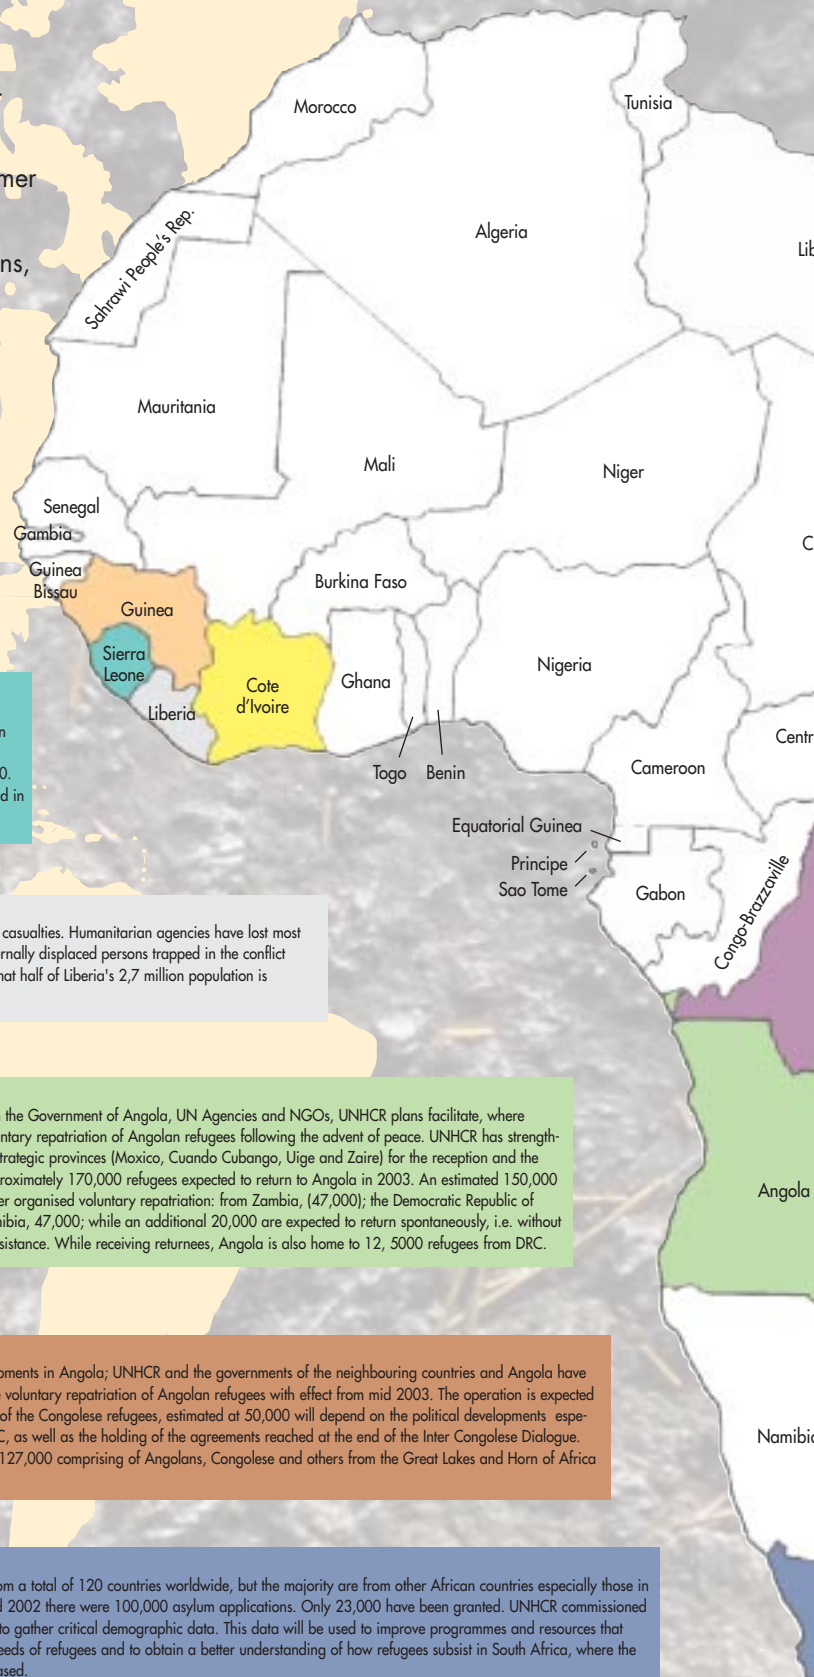 mer
ns,
Morocco
Tunisia
Algeria
Lib
Sahrawi People's Rep.
Mauritania
Mali
Niger
Senegal
Gambia
Guinea
Bissau
Guinea
Burkina Faso
C
Sierra
Leone
Liberia
Cote
d'Ivoire
Ghana
Nigeria
Togo
Benin
Centr
Cameroon
Equatorial Guinea
Principe
Sao Tome
Gabon
Congo-Brazzaville
n
0.
d in
casualties. Humanitarian agencies have lost most
ernally displaced persons trapped in the conflict
hat half of Liberia's 2,7 million population is
the Government of Angola, UN Agencies and NGOs, UNHCR plans facilitate, where
ntary repatriation of Angolan refugees following the advent of peace. UNHCR has strength-
trategic provinces (Moxico, Cuando Cubango, Uige and Zaire) for the reception and the
roximately 170,000 refugees expected to return to Angola in 2003. An estimated 150,000
er organised voluntary repatriation: from Zambia, (47,000); the Democratic Republic of
nibia, 47,000; while an additional 20,000 are expected to return spontaneously, i.e. without
sistance. While receiving returnees, Angola is also home to 12, 5000 refugees from DRC.
Angola
pments in Angola; UNHCR and the governments of the neighbouring countries and Angola have
voluntary repatriation of Angolan refugees with effect from mid 2003. The operation is expected
of the Congolese refugees, estimated at 50,000 will depend on the political developments espe-
C, as well as the holding of the agreements reached at the end of the Inter Congolese Dialogue.
127,000 comprising of Angolans, Congolese and others from the Great Lakes and Horn of Africa
Namibia
om a total of 120 countries worldwide, but the majority are from other African countries especially those in
d 2002 there were 100,000 asylum applications. Only 23,000 have been granted. UNHCR commissioned
to gather critical demographic data. This data will be used to improve programmes and resources that
eeds of refugees and to obtain a better understanding of how refugees subsist in South Africa, where the
ased.